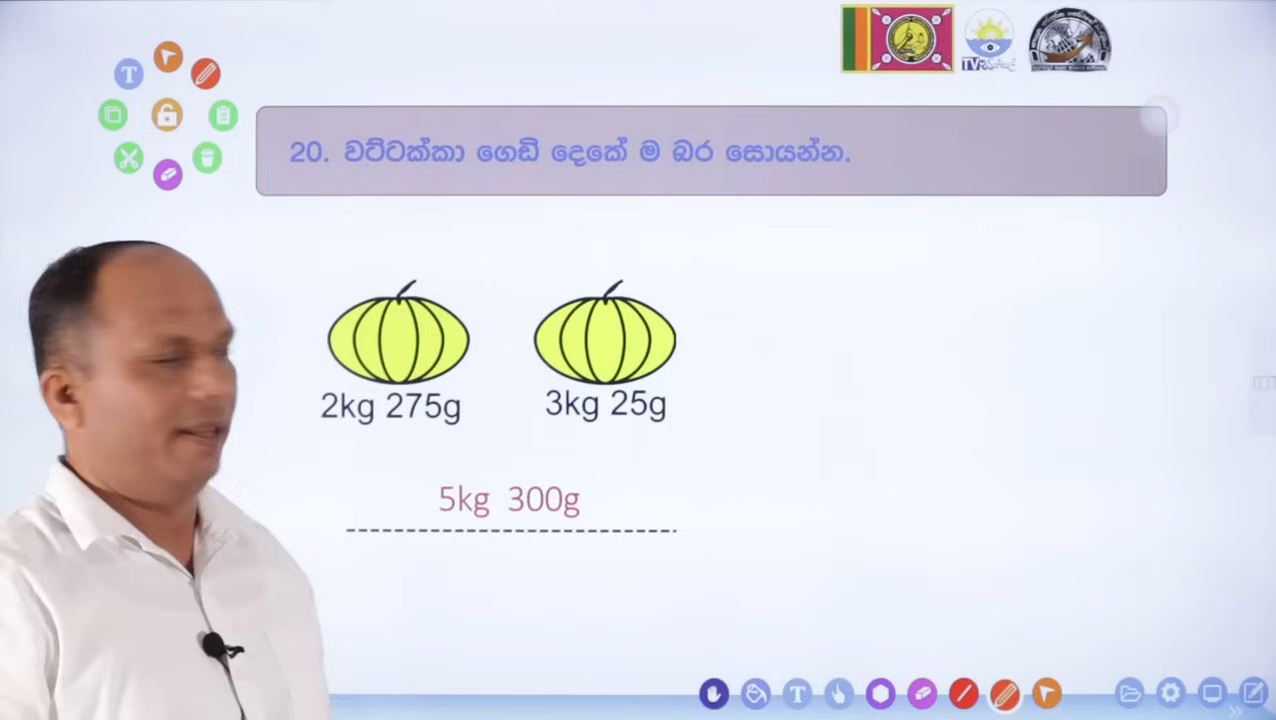 20. වට්ටක්කා ගෙඩි දෙකේ ම බර සොයන්න.
2kg 275g
3kg 25g
5kg 300g